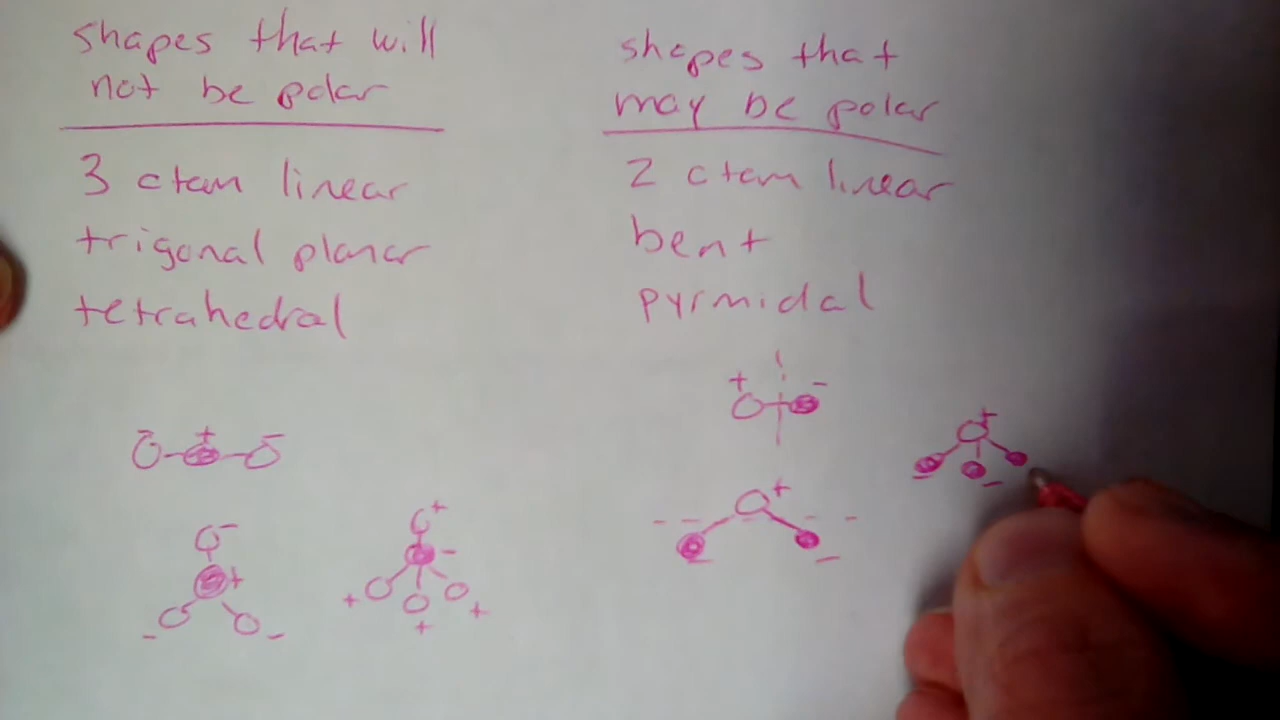 shapes that will
not be polar
3 atom linear
trigonal planar
tetrahedral
shapes that
may be polar
2 atom linear
bent
pyrmidal
+ -
- + -
- + - -
+ - + + +
+ - -
+ - -